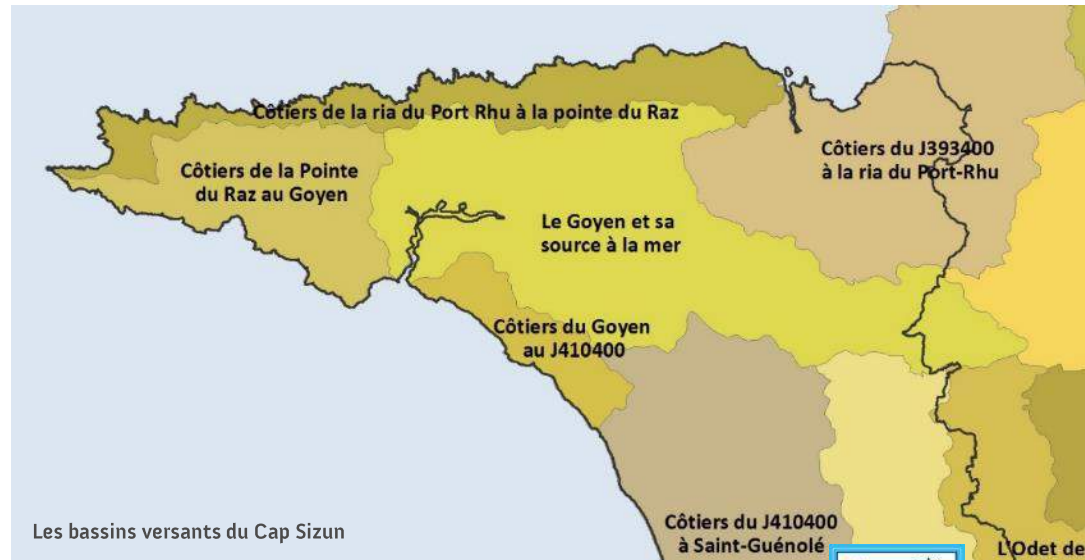 Côtiers de la ria du Port Rhu à la pointe du Raz
Côtiers du J393400
à la ria du Port-Rhu
Côtiers de la Pointe
du Raz au Goyen
Le Goyen et sa
source à la mer
Côtiers du Goyen
au J410400
Côtiers du J410400
à Saint-Guénolé
L'Odet de
Les bassins versants du Cap Sizun